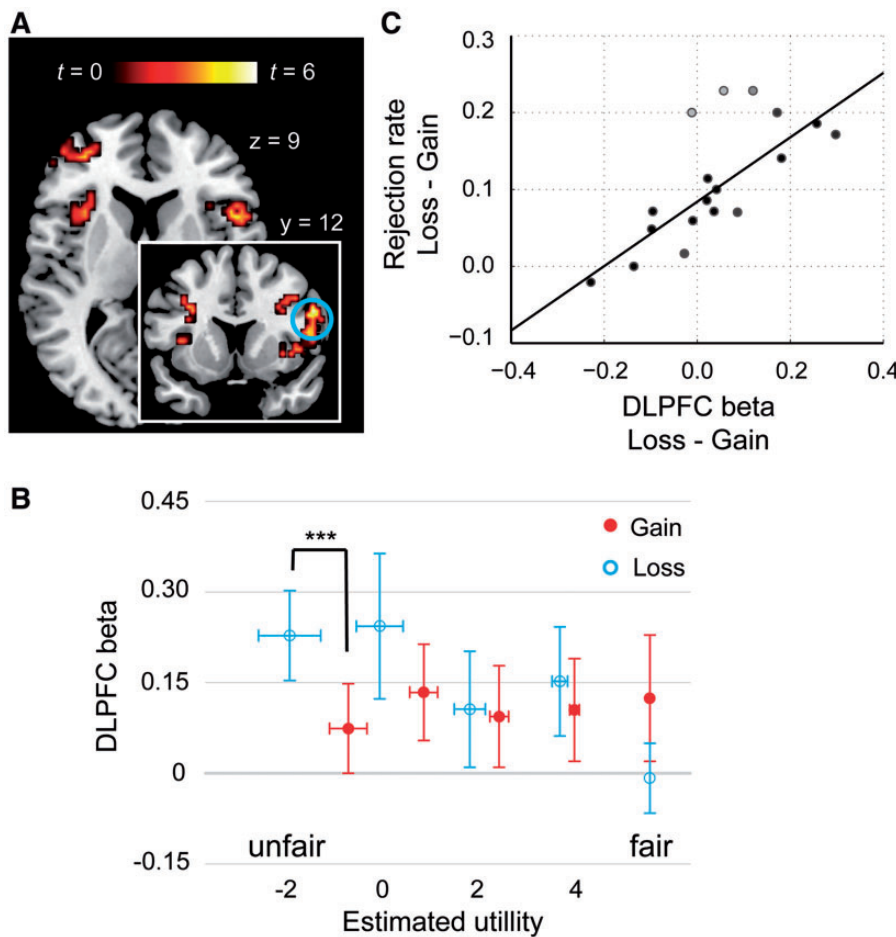 A
t = 0
t = 6
z = 9
y = 12
C
0.3
0.2
0.1
0.0
−0.1
Rejection rate
Loss - Gain
−0.4
−0.2
0.0
0.2
0.4
DLPFC beta
Loss - Gain
B
0.45
0.30
0.15
0
-0.15
DLPFC beta
***
Gain
Loss
unfair
fair
-2
0
2
4
Estimated utillity